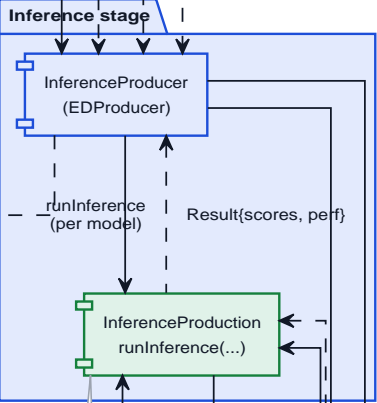 Inference stage
InferenceProducer
(EDProducer)
runInference
(per model)
Result{scores, perf}
InferenceProduction
runInference(...)